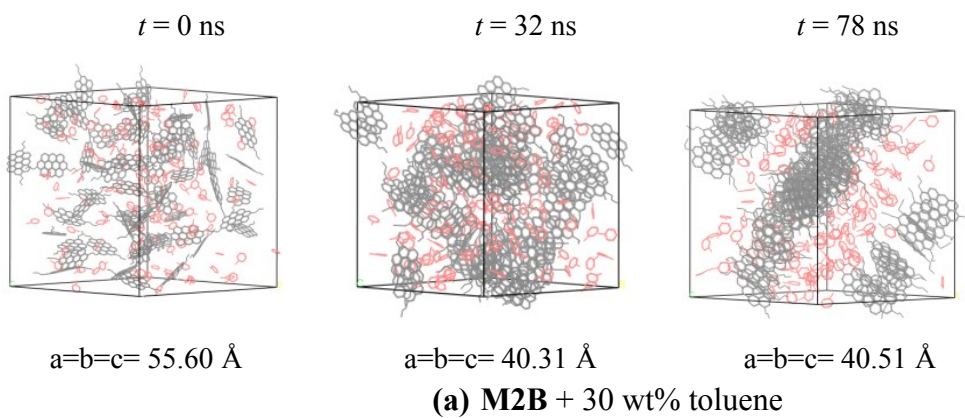 t = 0 ns
t = 32 ns
t = 78 ns
a=b=c= 55.60 Å
a=b=c= 40.31 Å
a=b=c= 40.51 Å
(a) M2B + 30 wt% toluene